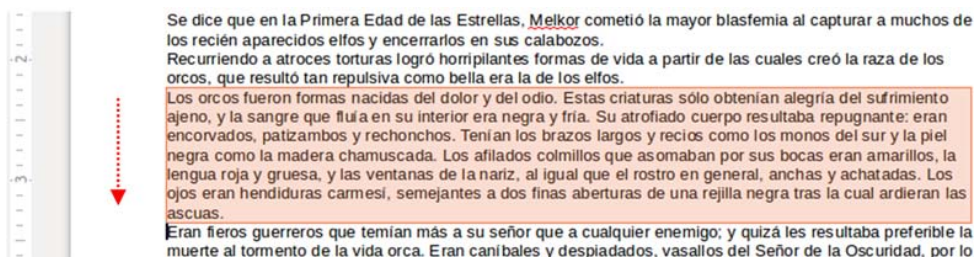 Se dice que en la Primera Edad de las Estrellas, Melkor cometió la mayor blasfemia al capturar a muchos de
los recién aparecidos elfos y encerrarlos en sus calabozos.
Recurriendo a atroces torturas logró horripilantes formas de vida a partir de las cuales creó la raza de los
orcos, que resultó tan repulsiva como bella era la de los elfos.
Los orcos fueron formas nacidas del dolor y del odio. Estas criaturas sólo obtenían alegría del sufrimiento
ajeno, y la sangre que fluía en su interior era negra y fría. Su atrofiado cuerpo resultaba repugnante: eran
encorvados, patizambos y rechonchos. Tenían los brazos largos y recios como los monos del sur y la piel
negra como la madera chamuscada. Los afilados colmillos que asomaban por sus bocas eran amarillos, la
lengua roja y gruesa, y las ventanas de la nariz, al igual que el rostro en general, anchas y achatadas. Los
ojos eran hendiduras carmesí, semejantes a dos finas aberturas de una rejilla negra tras la cual ardieran las
ascuas.
Eran fieros guerreros que temían más a su señor que a cualquier enemigo; y quizá les resultaba preferible la
muerte al tormento de la vida orca. Eran caníbales y despiadados, vasallos del Señor de la Oscuridad, por lo
2
3